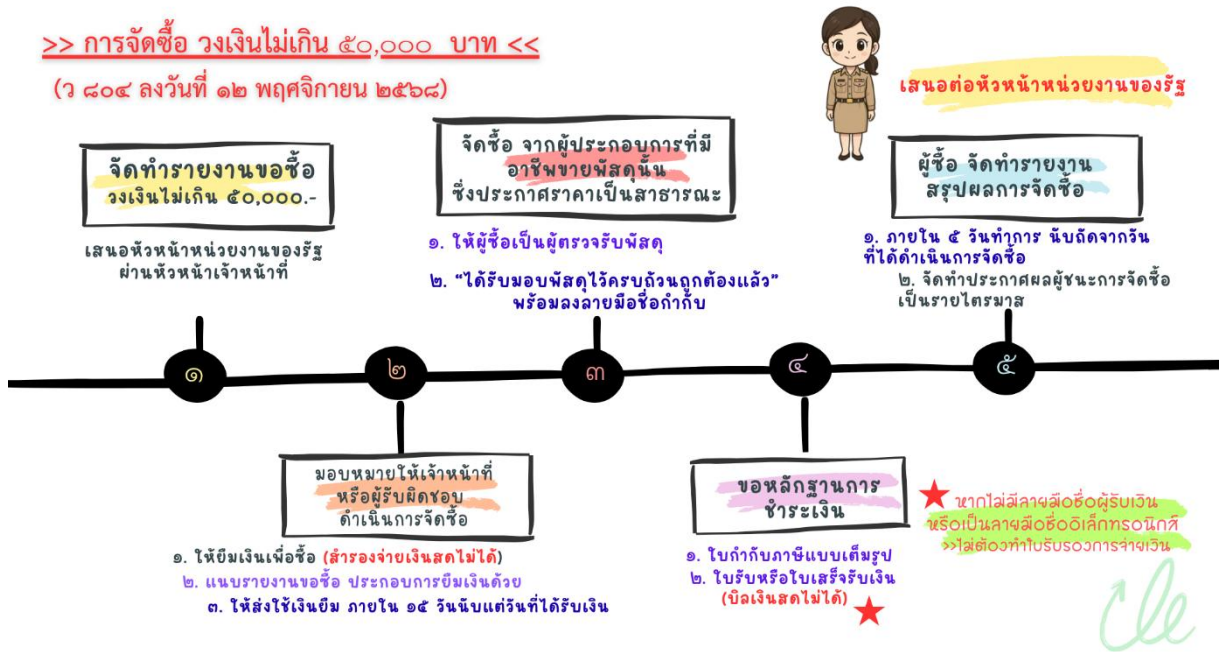 >> การจัดซื้อ วงเงินไม่เกิน ๕๐,๐๐๐ บาท <<
(ว ๘๐๔ ลงวันที่ ๑๒ พฤศจิกายน ๒๕๖๘)
เสนอต่อหัวหน้าหน่วยงานของรัฐ
จัดทำรายงานขอซื้อ
วงเงินไม่เกิน ๕๐,๐๐๐.-
เสนอหัวหน้าหน่วยงานของรัฐ
ผ่านหัวหน้าเจ้าหน้าที่
จัดซื้อ จากผู้ประกอบการที่มี
อาชีพขายพัสดุนั้น
ซึ่งประกาศราคาเป็นสาธารณะ
๑. ให้ผู้ซื้อเป็นผู้ตรวจรับพัสดุ
๒. “ได้รับมอบพัสดุไว้ครบถ้วนถูกต้องแล้ว”
พร้อมลงลายมือชื่อกำกับ
ผู้ซื้อ จัดทำรายงาน
สรุปผลการจัดซื้อ
๑. ภายใน ๕ วันทำการ นับถัดจากวัน
ที่ได้ดำเนินการจัดซื้อ
๒. จัดทำประกาศผลผู้ชนะการจัดซื้อ
เป็นรายไตรมาส
๑
๒
๓
๔
๕
มอบหมายให้เจ้าหน้าที่
หรือผู้รับผิดชอบ
ดำเนินการจัดซื้อ
๑. ให้ยืมเงินเพื่อซื้อ (สำรองจ่ายเงินสดไม่ได้)
๒. แนบรายงานขอซื้อ ประกอบการยืมเงินด้วย
๓. ให้ส่งใช้เงินยืม ภายใน ๑๕ วันนับแต่วันที่ได้รับเงิน
ขอหลักฐานการ
ชำระเงิน
๑. ใบกำกับภาษีแบบเต็มรูป
๒. ใบรับหรือใบเสร็จรับเงิน
(บิลเงินสดไม่ได้)
หากไม่มีลายมือชื่อผู้รับเงิน
หรือเป็นลายมือชื่ออิเล็กทรอนิกส์
>>ไม่ต้องทำใบรับรองการจ่ายเงิน